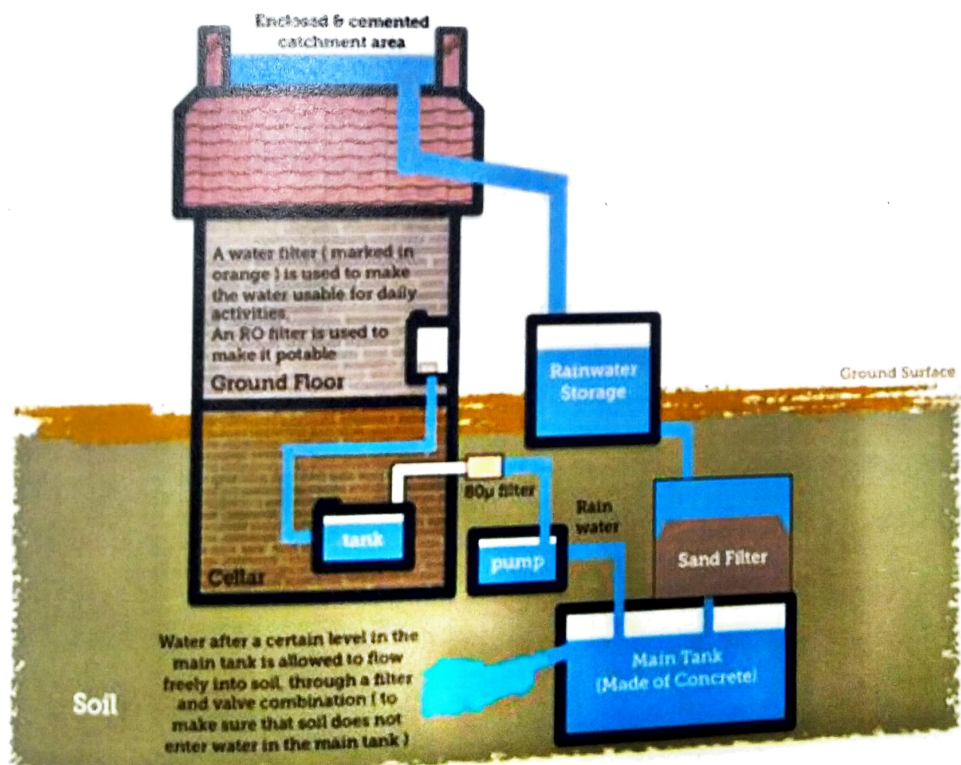 Enclosed & cemented
catchment area
A water filter ( marked in
orange ) is used to make
the water usable for daily
activities.
An RO filter is used to
make it potable
Ground Floor
Rainwater
Storage
Ground Surface
80µ filter
Rain
water
tank
pump
Sand Filter
Cellar
Water after a certain level in the
main tank is allowed to flow
freely into soil, through a filter
and valve combination ( to
make sure that soil does not
enter water in the main tank )
Main Tank
(Made of Concrete)
Soil